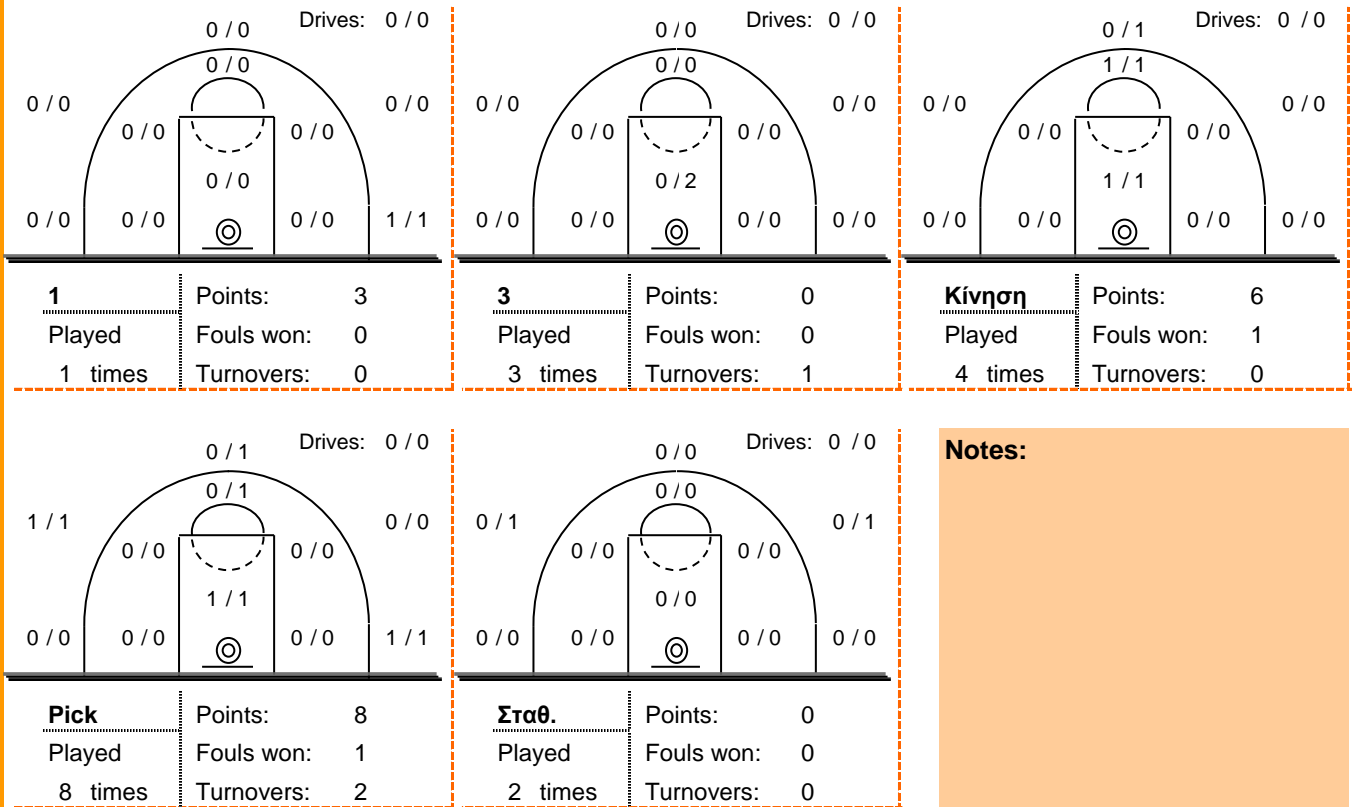 Drives: 0 / 0
0 / 0
0 / 0
0 / 0 0 / 0
0 / 0 0 / 0
0 / 0
0 / 0 0 / 0 0 / 0 1 / 1
1 Points: 3
Played Fouls won: 0
1 times Turnovers: 0
Drives: 0 / 0
0 / 0
0 / 0
0 / 0 0 / 0
0 / 0 0 / 0
0 / 2
0 / 0 0 / 0 0 / 0 0 / 0
3 Points: 0
Played Fouls won: 0
3 times Turnovers: 1
Drives: 0 / 0
0 / 1
1 / 1
0 / 0 0 / 0
0 / 0 0 / 0
1 / 1
0 / 0 0 / 0 0 / 0 0 / 0
Κίνηση Points: 6
Played Fouls won: 1
4 times Turnovers: 0
Drives: 0 / 0
0 / 1
0 / 1
1 / 1 0 / 0
0 / 0 0 / 0
1 / 1
0 / 0 0 / 0 0 / 0 1 / 1
Pick Points: 8
Played Fouls won: 1
8 times Turnovers: 2
Drives: 0 / 0
0 / 0
0 / 0
0 / 1 0 / 1
0 / 0 0 / 0
0 / 0
0 / 0 0 / 0 0 / 0 0 / 0
Σταθ. Points: 0
Played Fouls won: 0
2 times Turnovers: 0
Notes: